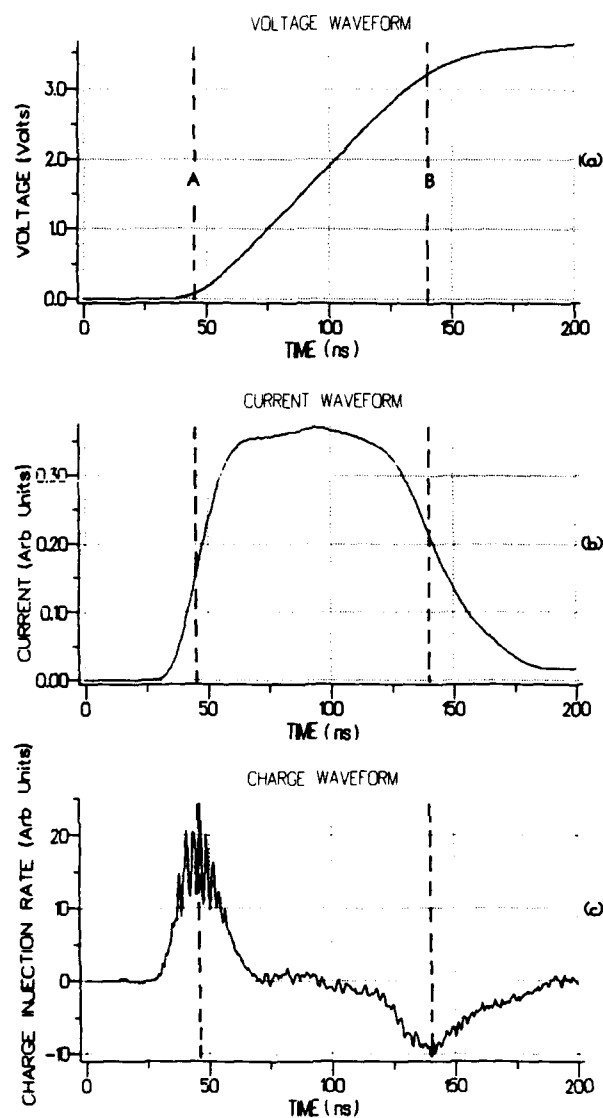 VOLTAGE WAVEFORM
VOLTAGE (Volts)
3.0
2.0
1.0
0.0
A
B
(a)
0
50
100
150
200
TIME (ns)
CURRENT WAVEFORM
CURRENT (Arb Units)
0.30
0.20
0.10
0.00
(b)
0
50
100
150
200
TIME (ns)
CHARGE WAVEFORM
CHARGE INJECTION RATE (Arb Units)
20
10
0
-10
(c)
0
50
100
150
200
TIME (ns)